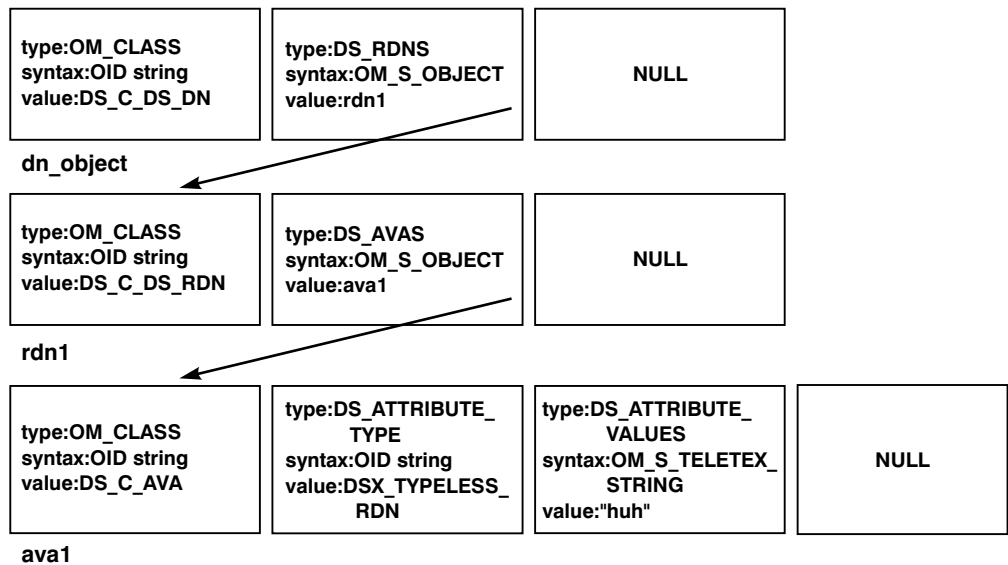 type:OM_CLASS
syntax:OID string
value:DS_C_DS_DN
type:DS_RDNS
syntax:OM_S_OBJECT
value:rdn1
NULL
dn_object
type:OM_CLASS
syntax:OID string
value:DS_C_DS_RDN
type:DS_AVAS
syntax:OM_S_OBJECT
value:ava1
NULL
rdn1
type:OM_CLASS
syntax:OID string
value:DS_C_AVA
type:DS_ATTRIBUTE_
TYPE
syntax:OID string
value:DSX_TYPELESS_
RDN
type:DS_ATTRIBUTE_
VALUES
syntax:OM_S_TELETEX_
STRING
value:"huh"
NULL
ava1